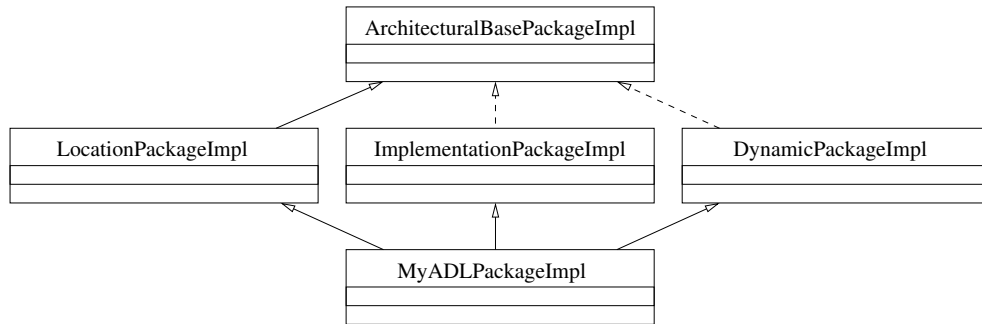 ArchitecturalBasePackageImpl
LocationPackageImpl
ImplementationPackageImpl
DynamicPackageImpl
MyADLPackageImpl